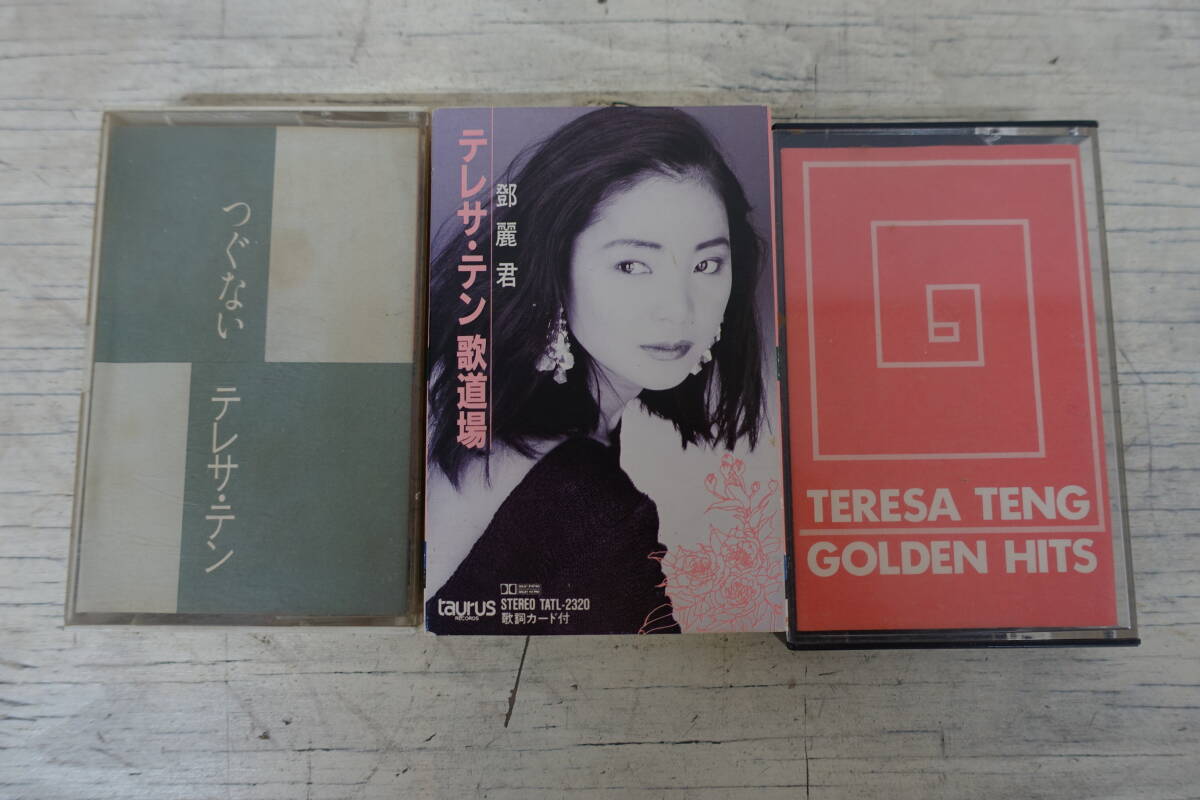 つぐない
テレサ・テン
テレサ・テン 歌道場
鄧麗君
taurus
RECORDS
STEREO TATL-2320
歌詞カード付
TERESA TENG
GOLDEN HITS